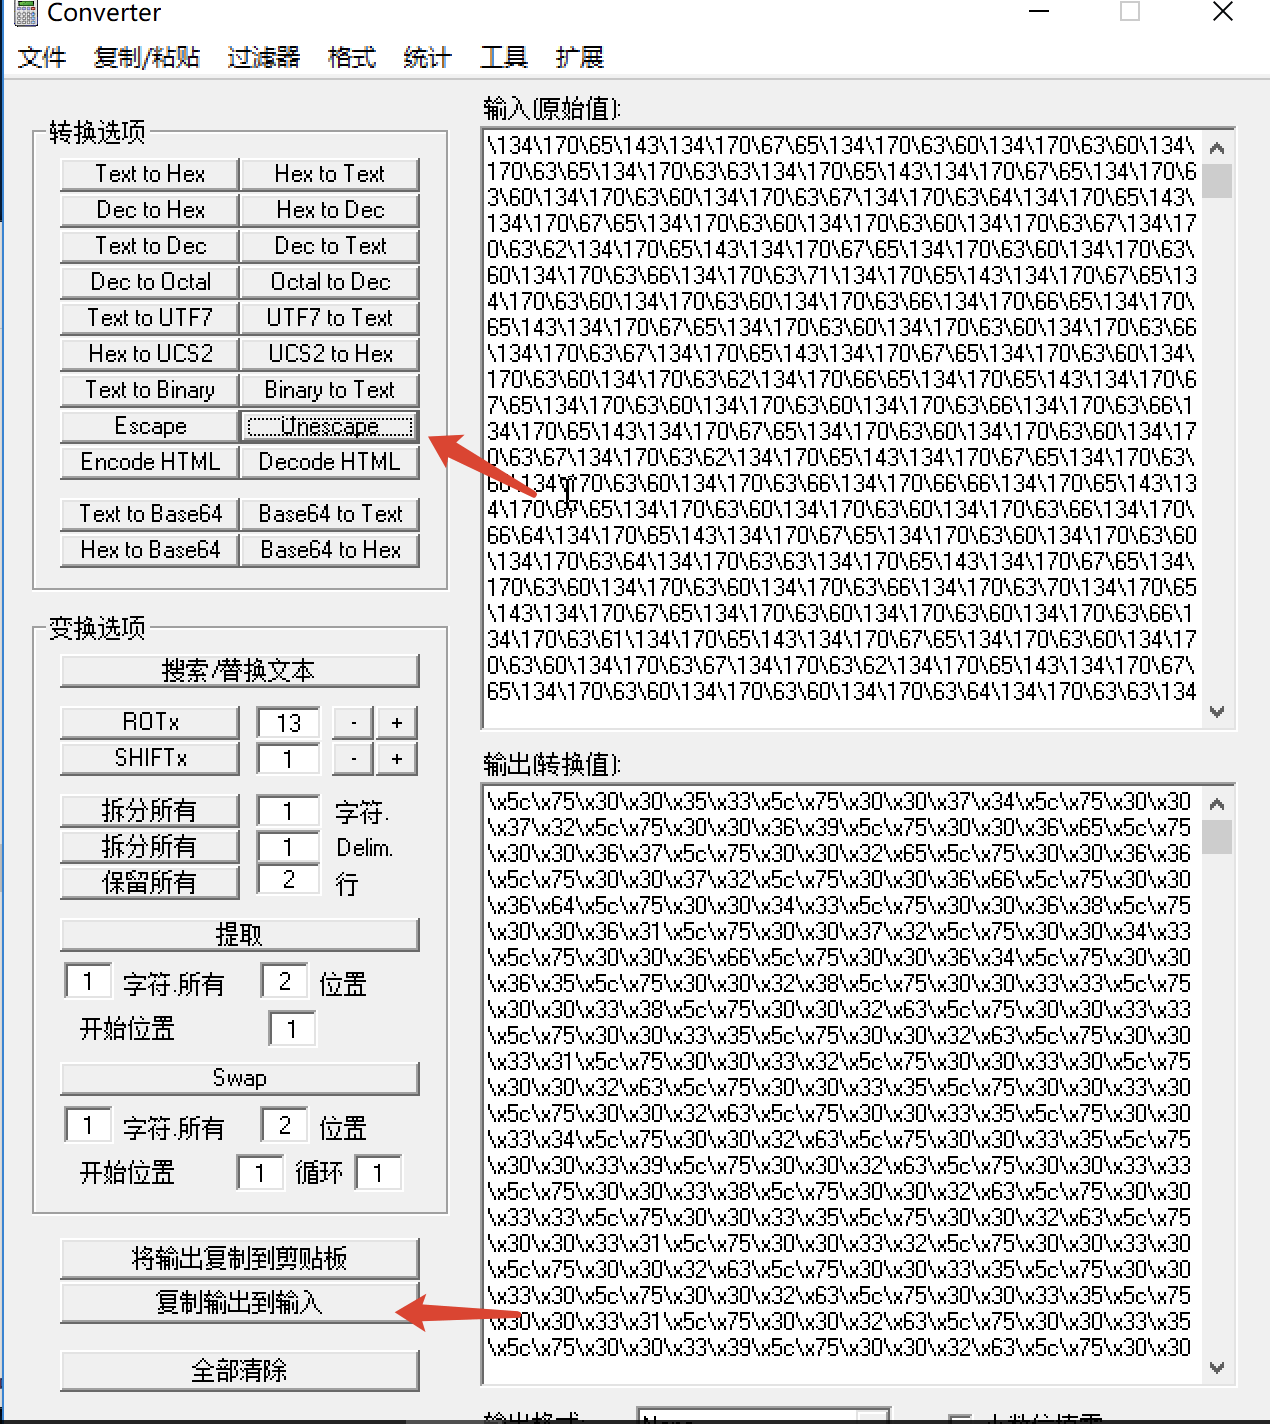 Converter
文件 复制/粘贴 过滤器 格式 统计 工具 扩展
转换选项
Text to Hex Hex to Text
Dec to Hex Hex to Dec
Text to Dec Dec to Text
Dec to Octal Octal to Dec
Text to UTF7 UTF7 to Text
Hex to UCS2 UCS2 to Hex
Text to Binary Binary to Text
Escape Unescape
Encode HTML Decode HTML
Text to Base64 Base64 to Text
Hex to Base64 Base64 to Hex
变换选项
搜索/替换文本
ROTx 13 - +
SHIFTx 1 - +
拆分所有 1 字符.
拆分所有 1 Delim.
保留所有 2 行
提取
1 字符.所有 2 位置
开始位置 1
Swap
1 字符.所有 2 位置
开始位置 1 循环 1
将输出复制到剪贴板
复制输出到输入
全部清除
输入(原始值):
\134\170\65\143\134\170\67\65\134\170\63\60\134\170\63\60\134\
170\63\65\134\170\63\63\134\170\65\143\134\170\67\65\134\170\6
3\60\134\170\63\60\134\170\63\67\134\170\63\64\134\170\65\143\
134\170\67\65\134\170\63\60\134\170\63\60\134\170\63\67\134\17
0\63\62\134\170\65\143\134\170\67\65\134\170\63\60\134\170\63\
60\134\170\63\66\134\170\63\71\134\170\65\143\134\170\67\65\13
4\170\63\60\134\170\63\60\134\170\63\66\134\170\66\65\134\170\
65\143\134\170\67\65\134\170\63\60\134\170\63\60\134\170\63\66
\134\170\63\67\134\170\65\143\134\170\67\65\134\170\63\60\134\
170\63\60\134\170\63\62\134\170\66\65\134\170\65\143\134\170\6
7\65\134\170\63\60\134\170\63\60\134\170\63\66\134\170\63\66\1
34\170\65\143\134\170\67\65\134\170\63\60\134\170\63\60\134\17
0\63\67\134\170\63\62\134\170\65\143\134\170\67\65\134\170\63\
60\134\170\63\60\134\170\63\66\134\170\66\66\134\170\65\143\13
4\170\67\65\134\170\63\60\134\170\63\60\134\170\63\66\134\170\
66\64\134\170\65\143\134\170\67\65\134\170\63\60\134\170\63\60
\134\170\63\64\134\170\63\63\134\170\65\143\134\170\67\65\134\
170\63\60\134\170\63\60\134\170\63\66\134\170\63\70\134\170\65
\143\134\170\67\65\134\170\63\60\134\170\63\60\134\170\63\66\1
34\170\63\61\134\170\65\143\134\170\67\65\134\170\63\60\134\17
0\63\60\134\170\63\67\134\170\63\62\134\170\65\143\134\170\67\
65\134\170\63\60\134\170\63\60\134\170\63\64\134\170\63\63\134
输出(转换值):
\x5c\x75\x30\x30\x35\x33\x5c\x75\x30\x30\x37\x34\x5c\x75\x30\x30
\x37\x32\x5c\x75\x30\x30\x36\x39\x5c\x75\x30\x30\x36\x65\x5c\x75
\x30\x30\x36\x37\x5c\x75\x30\x30\x32\x65\x5c\x75\x30\x30\x36\x36
\x5c\x75\x30\x30\x37\x32\x5c\x75\x30\x30\x36\x66\x5c\x75\x30\x30
\x36\x64\x5c\x75\x30\x30\x34\x33\x5c\x75\x30\x30\x36\x38\x5c\x75
\x30\x30\x36\x31\x5c\x75\x30\x30\x37\x32\x5c\x75\x30\x30\x34\x33
\x5c\x75\x30\x30\x36\x66\x5c\x75\x30\x30\x36\x34\x5c\x75\x30\x30
\x36\x35\x5c\x75\x30\x30\x32\x38\x5c\x75\x30\x30\x33\x33\x5c\x75
\x30\x30\x33\x38\x5c\x75\x30\x30\x32\x63\x5c\x75\x30\x30\x33\x33
\x5c\x75\x30\x30\x33\x35\x5c\x75\x30\x30\x32\x63\x5c\x75\x30\x30
\x33\x31\x5c\x75\x30\x30\x33\x32\x5c\x75\x30\x30\x33\x30\x5c\x75
\x30\x30\x32\x63\x5c\x75\x30\x30\x33\x35\x5c\x75\x30\x30\x33\x30
\x5c\x75\x30\x30\x32\x63\x5c\x75\x30\x30\x33\x35\x5c\x75\x30\x30
\x33\x34\x5c\x75\x30\x30\x32\x63\x5c\x75\x30\x30\x33\x35\x5c\x75
\x30\x30\x33\x39\x5c\x75\x30\x30\x32\x63\x5c\x75\x30\x30\x33\x33
\x5c\x75\x30\x30\x33\x38\x5c\x75\x30\x30\x32\x63\x5c\x75\x30\x30
\x33\x33\x5c\x75\x30\x30\x33\x35\x5c\x75\x30\x30\x32\x63\x5c\x75
\x30\x30\x33\x31\x5c\x75\x30\x30\x33\x32\x5c\x75\x30\x30\x33\x30
\x5c\x75\x30\x30\x32\x63\x5c\x75\x30\x30\x33\x35\x5c\x75\x30\x30
\x33\x30\x5c\x75\x30\x30\x32\x63\x5c\x75\x30\x30\x33\x35\x5c\x75
\x30\x30\x33\x31\x5c\x75\x30\x30\x32\x63\x5c\x75\x30\x30\x33\x35
\x5c\x75\x30\x30\x33\x39\x5c\x75\x30\x30\x32\x63\x5c\x75\x30\x30
输出格式: None